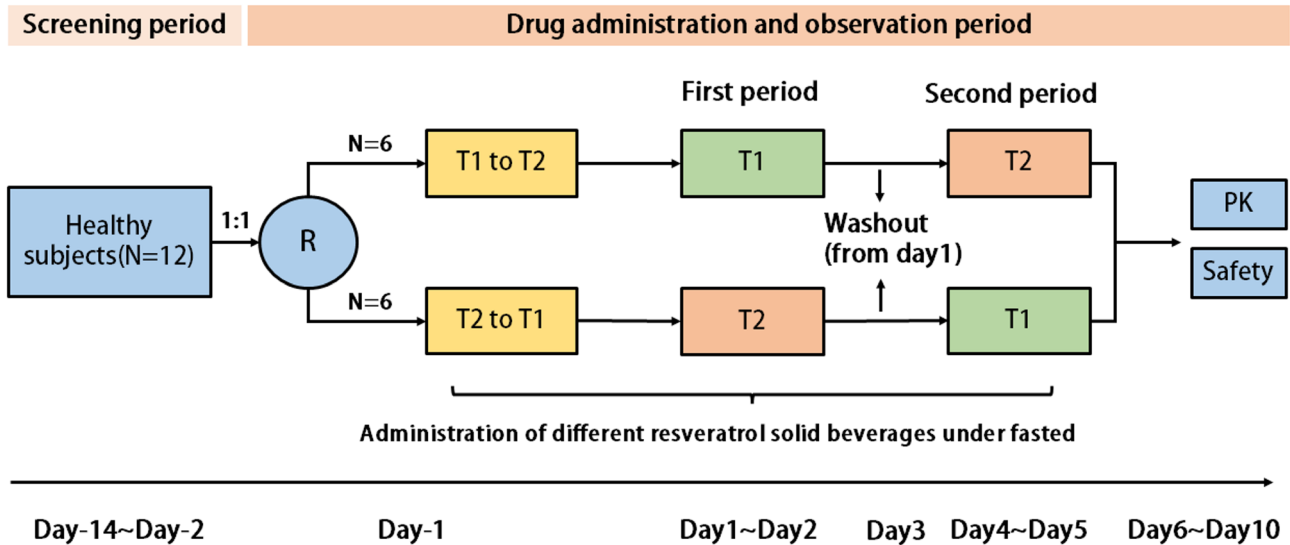 Screening period
Drug administration and observation period
First period
Second period
N=6
T1 to T2
T1
T2
Healthy
subjects(N=12)
1:1
R
Washout
(from day1)
PK
Safety
N=6
T2 to T1
T2
T1
Administration of different resveratrol solid beverages under fasted
Day-14~Day-2
Day-1
Day1~Day2
Day3
Day4~Day5
Day6~Day10